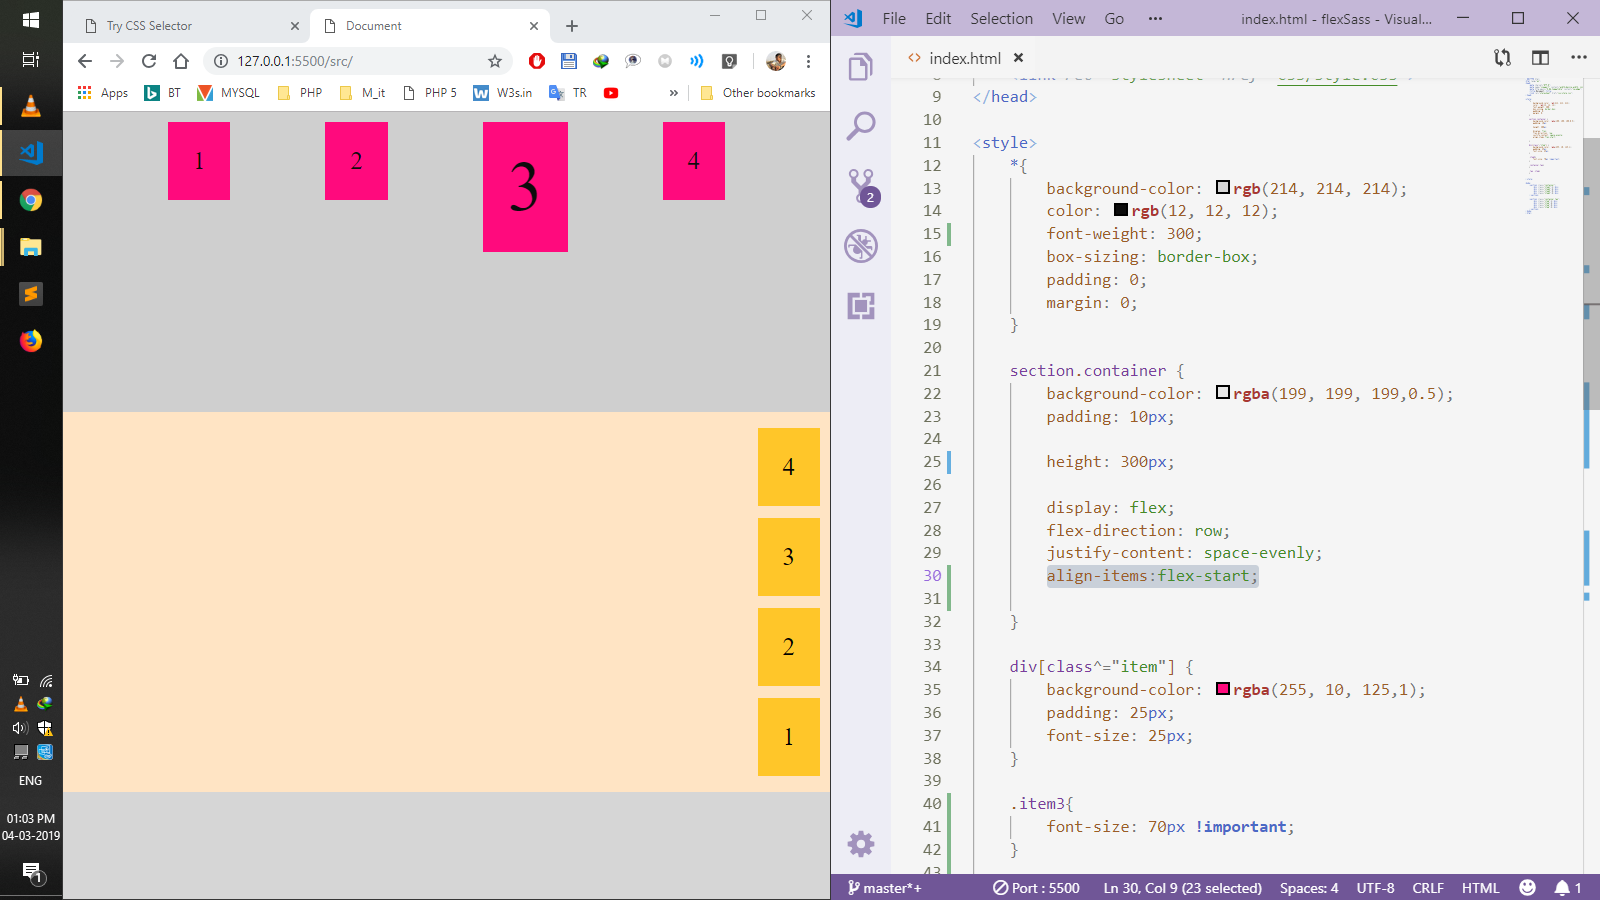 Try CSS Selector
Document
127.0.0.1:5500/src/
Apps
BT
MYSQL
PHP
M_it
PHP 5
W3s.in
TR
»
Other bookmarks
1
2
3
4
4
3
2
1
ENG
01:03 PM
04-03-2019
1
File Edit Selection View Go ··· index.html - flexSass - Visual...
index.html
2
9 </head>
10
11 <style>
12 *{
13 background-color: rgb(214, 214, 214);
14 color: rgb(12, 12, 12);
15 font-weight: 300;
16 box-sizing: border-box;
17 padding: 0;
18 margin: 0;
19 }
20
21 section.container {
22 background-color: rgba(199, 199, 199,0.5);
23 padding: 10px;
24
25 height: 300px;
26
27 display: flex;
28 flex-direction: row;
29 justify-content: space-evenly;
30 align-items:flex-start;
31
32 }
33
34 div[class^="item"] {
35 background-color: rgba(255, 10, 125,1);
36 padding: 25px;
37 font-size: 25px;
38 }
39
40 .item3{
41 font-size: 70px !important;
42 }
43
master*+ Port : 5500 Ln 30, Col 9 (23 selected) Spaces: 4 UTF-8 CRLF HTML 1